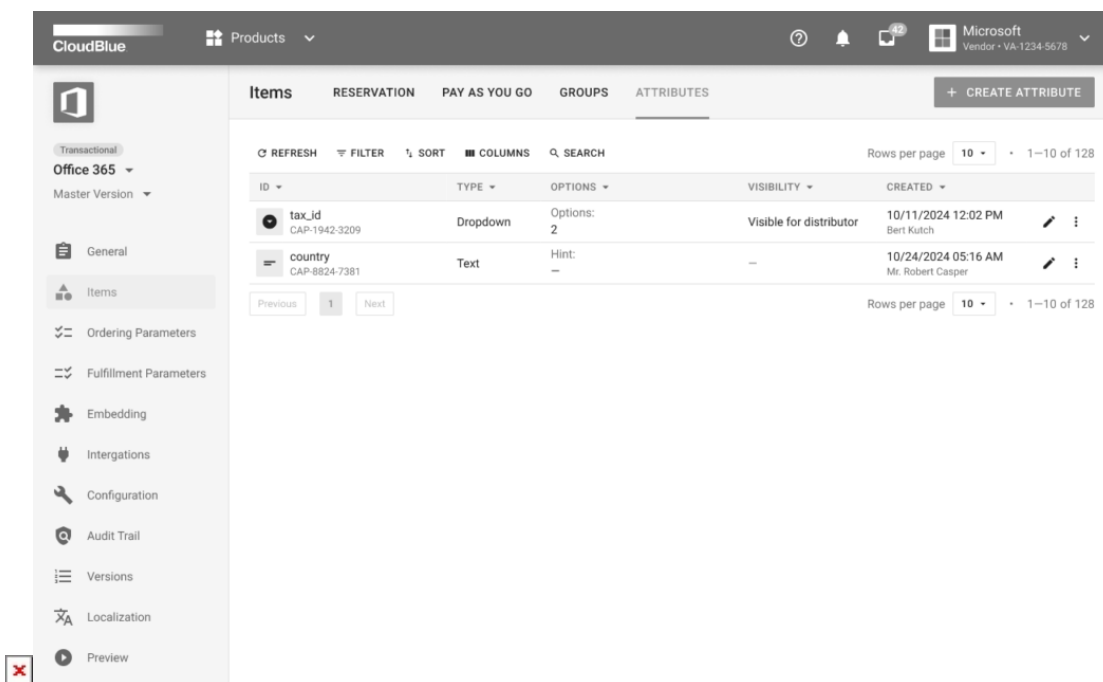 CloudBlue
Products
42
Microsoft
Vendor • VA-1234-5678
Transactional
Office 365
Master Version
General
Items
Ordering Parameters
Fulfillment Parameters
Embedding
Intergations
Configuration
Audit Trail
Versions
Localization
Preview
Items
RESERVATION
PAY AS YOU GO
GROUPS
ATTRIBUTES
+ CREATE ATTRIBUTE
REFRESH
FILTER
SORT
COLUMNS
SEARCH
Rows per page 10 • 1–10 of 128
ID TYPE OPTIONS VISIBILITY CREATED
tax_id
CAP-1942-3209
Dropdown
Options:
2
Visible for distributor
10/11/2024 12:02 PM
Bert Kutch
country
CAP-8824-7381
Text
Hint:
–
–
10/24/2024 05:16 AM
Mr. Robert Casper
Previous 1 Next
Rows per page 10 • 1–10 of 128